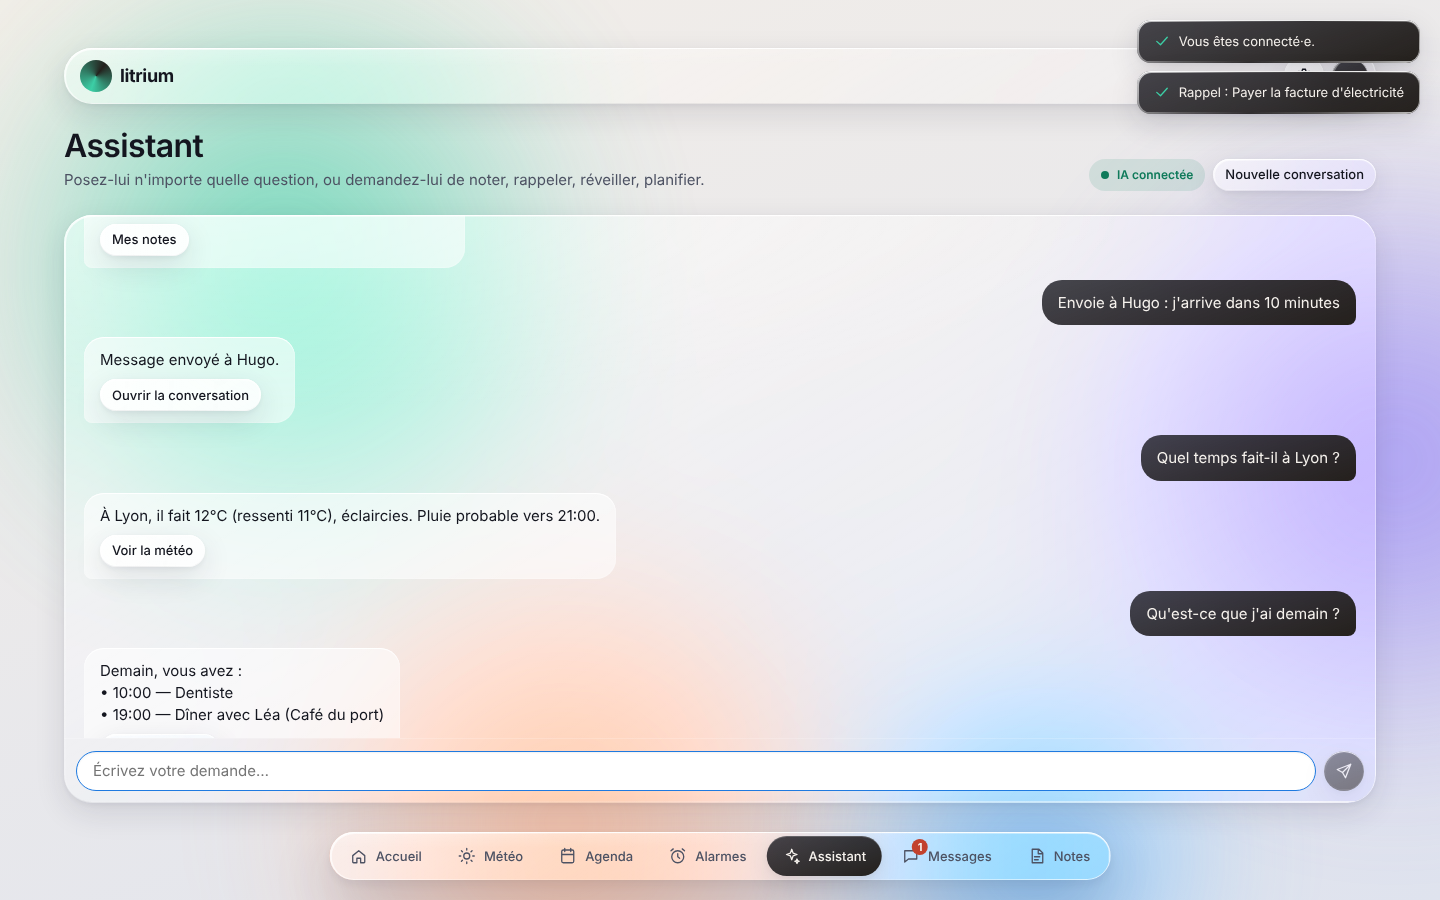 Vous êtes connecté·e.
litrium
Rappel : Payer la facture d'électricité
Assistant
Posez-lui n'importe quelle question, ou demandez-lui de noter, rappeler, réveiller, planifier.
IA connectée
Nouvelle conversation
Mes notes
Envoie à Hugo : j'arrive dans 10 minutes
Message envoyé à Hugo.
Ouvrir la conversation
Quel temps fait-il à Lyon ?
À Lyon, il fait 12°C (ressenti 11°C), éclaircies. Pluie probable vers 21:00.
Voir la météo
Qu'est-ce que j'ai demain ?
Demain, vous avez :
• 10:00 — Dentiste
• 19:00 — Dîner avec Léa (Café du port)
Écrivez votre demande...
Accueil
Météo
Agenda
Alarmes
Assistant
1
Messages
Notes